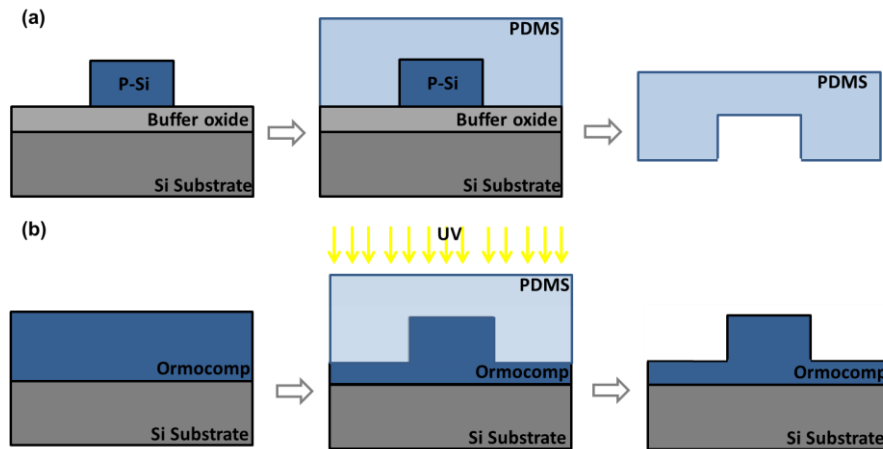 (a)
P-Si
Buffer oxide
Si Substrate
PDMS
P-Si
Buffer oxide
Si Substrate
PDMS
(b)
Ormocomp
Si Substrate
UV
PDMS
Ormocomp
Si Substrate
Ormocomp
Si Substrate